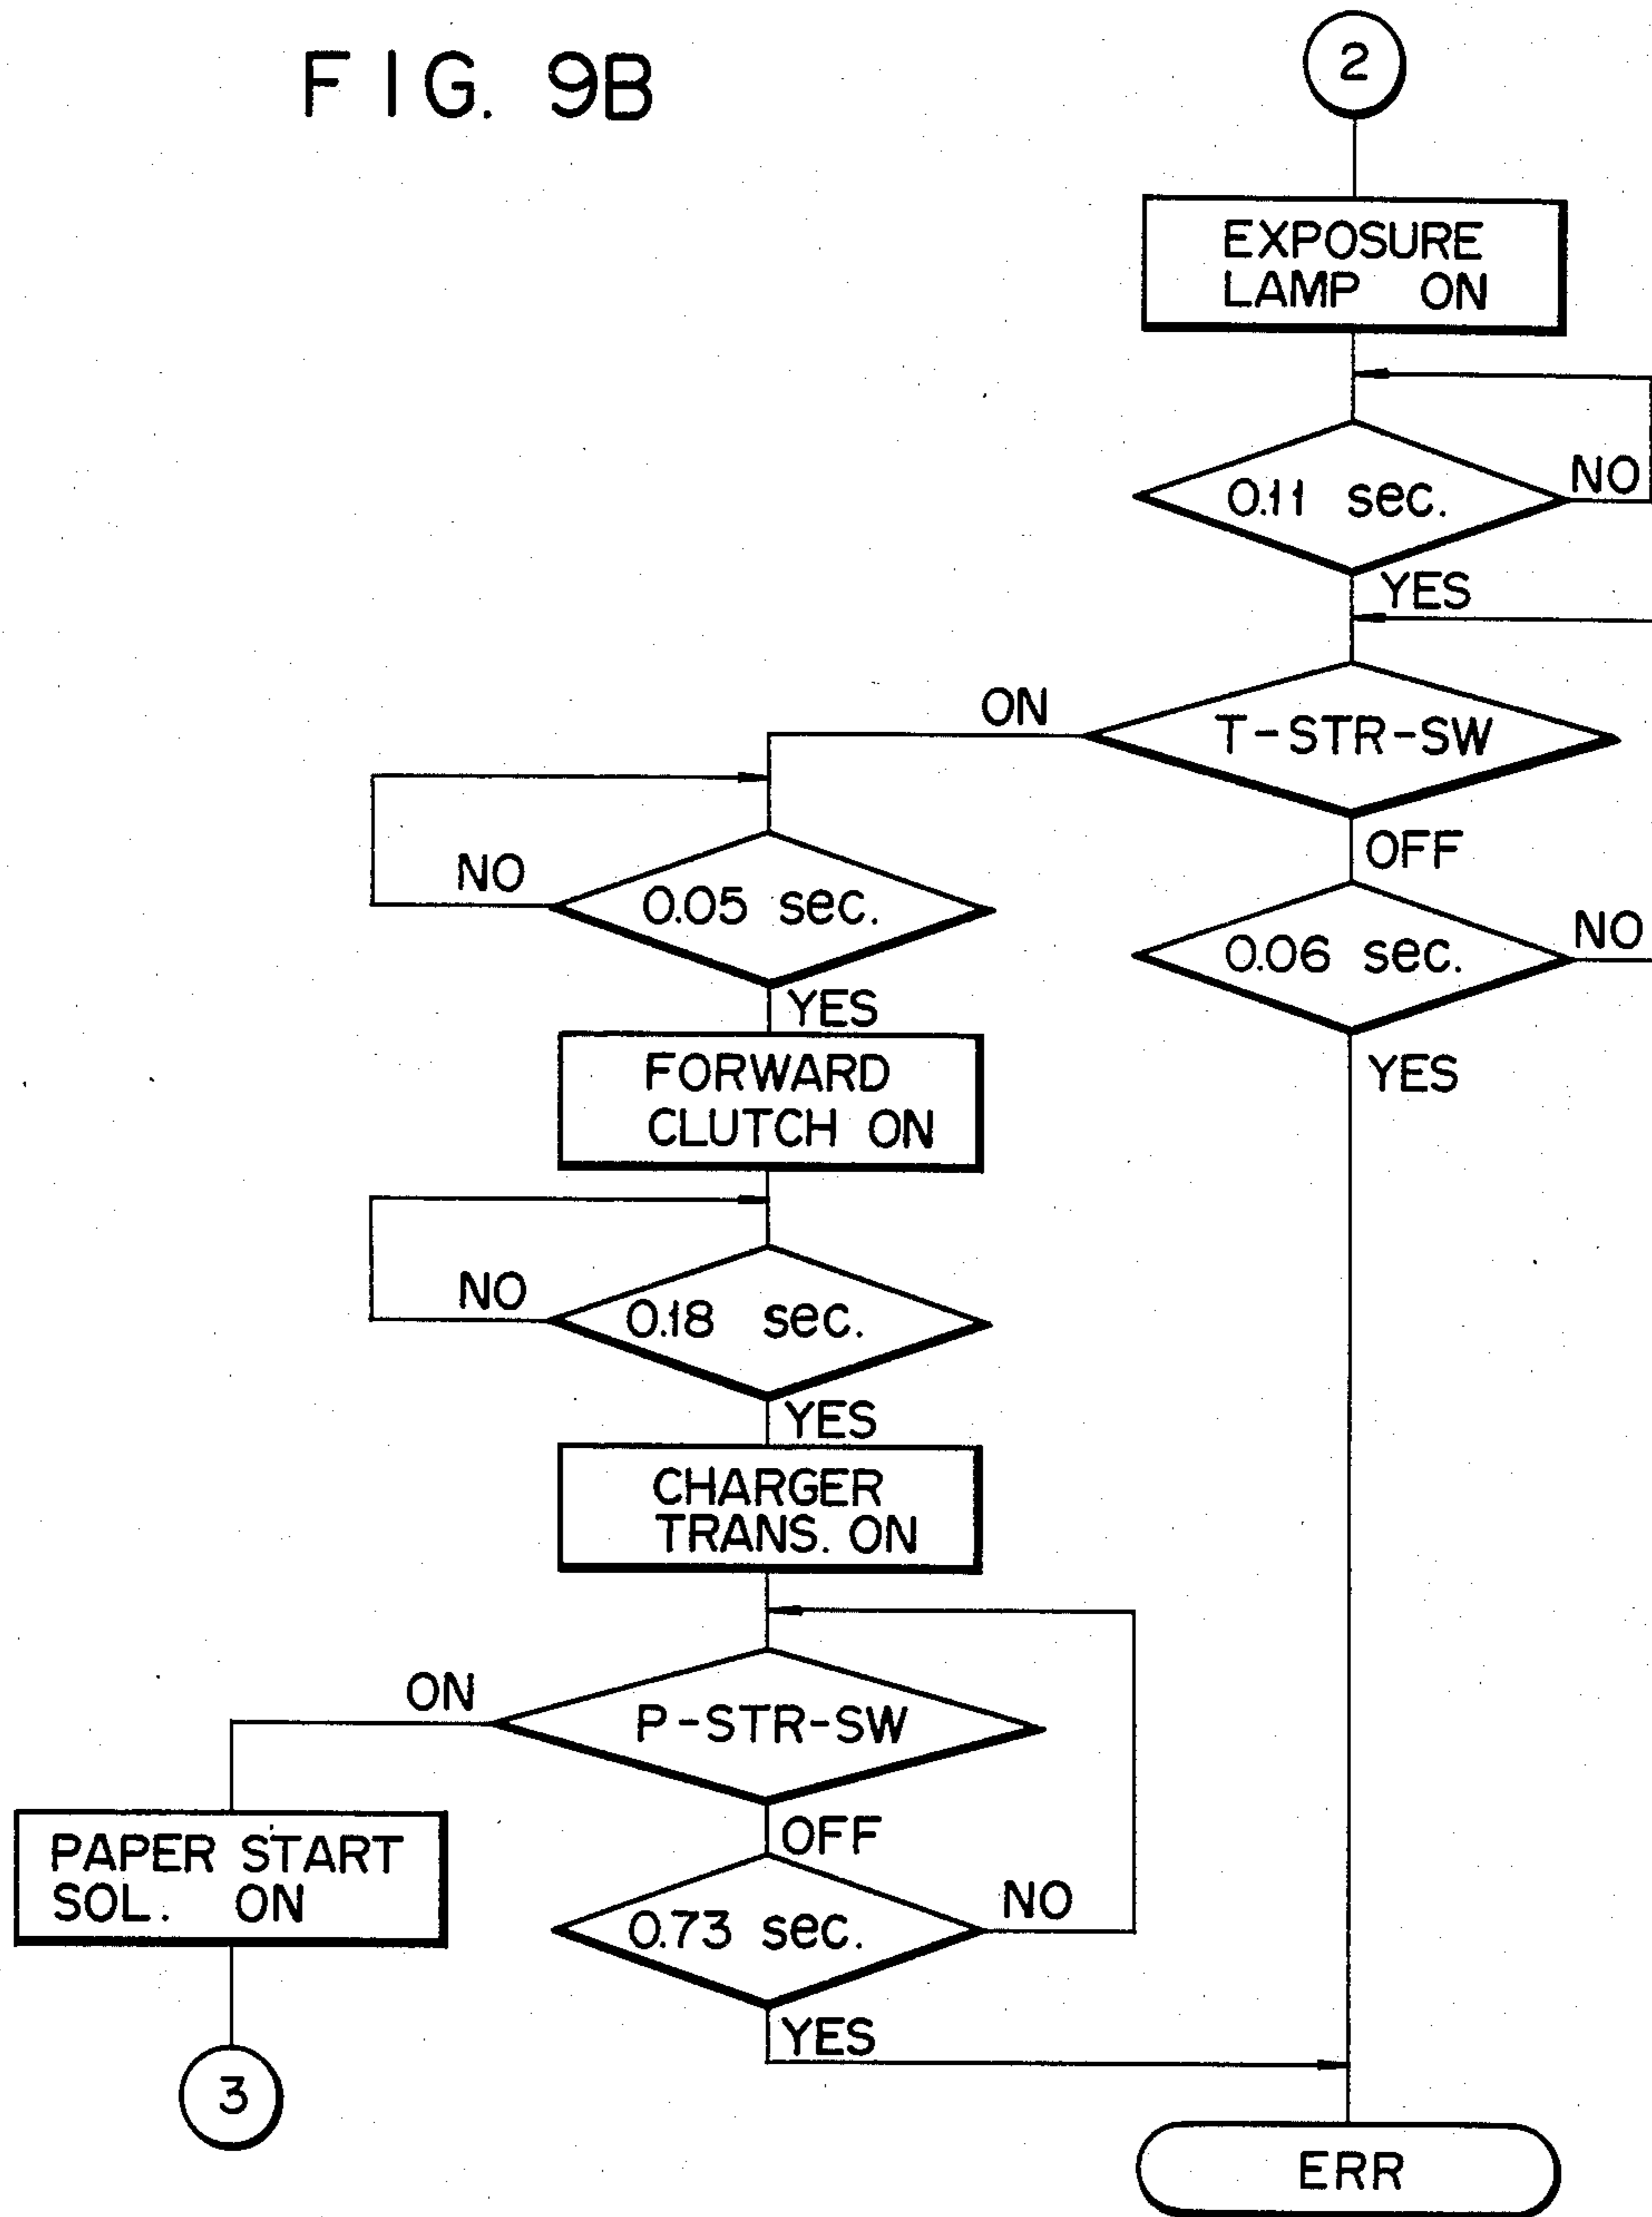 FIG. 9B
2
EXPOSURE
LAMP ON
0.11 sec.
NO
YES
T-STR-SW
ON
OFF
0.06 sec.
NO
YES
0.05 sec.
NO
YES
FORWARD
CLUTCH ON
0.18 sec.
NO
YES
CHARGER
TRANS. ON
P-STR-SW
ON
OFF
PAPER START
SOL. ON
3
0.73 sec.
NO
YES
ERR